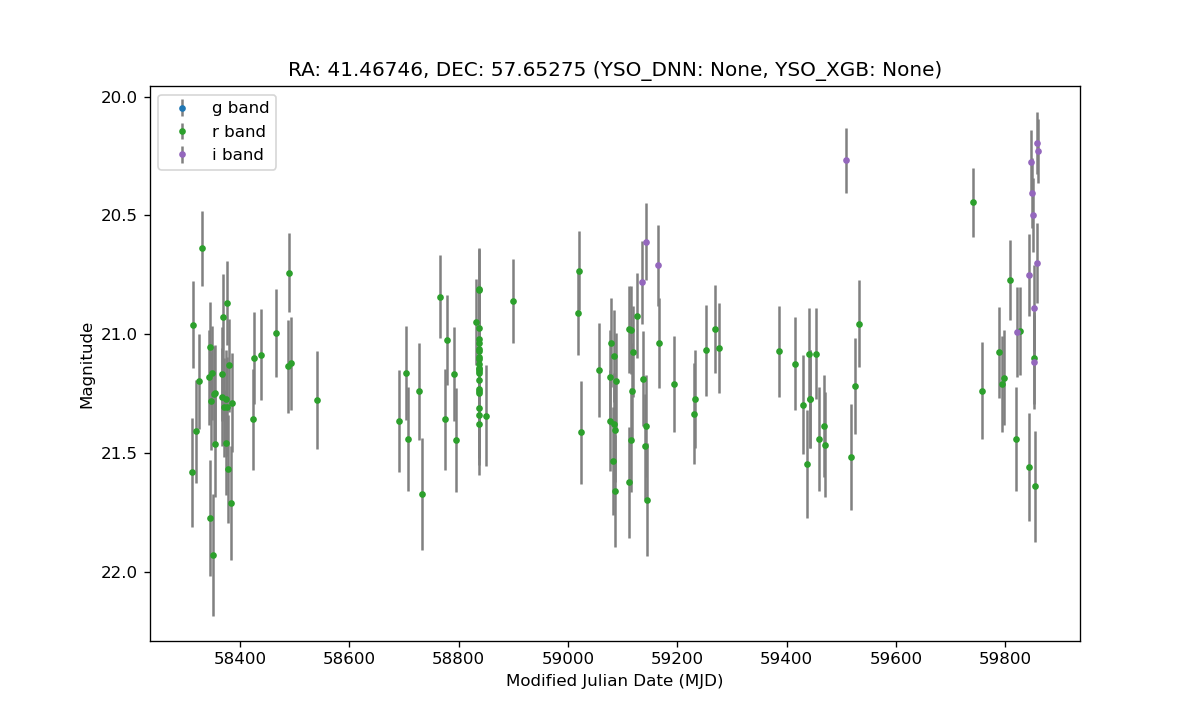 RA: 41.46746, DEC: 57.65275 (YSO_DNN: None, YSO_XGB: None)
g band
r band
i band
20.0
20.5
21.0
21.5
22.0
Magnitude
58400 58600 58800 59000 59200 59400 59600 59800
Modified Julian Date (MJD)